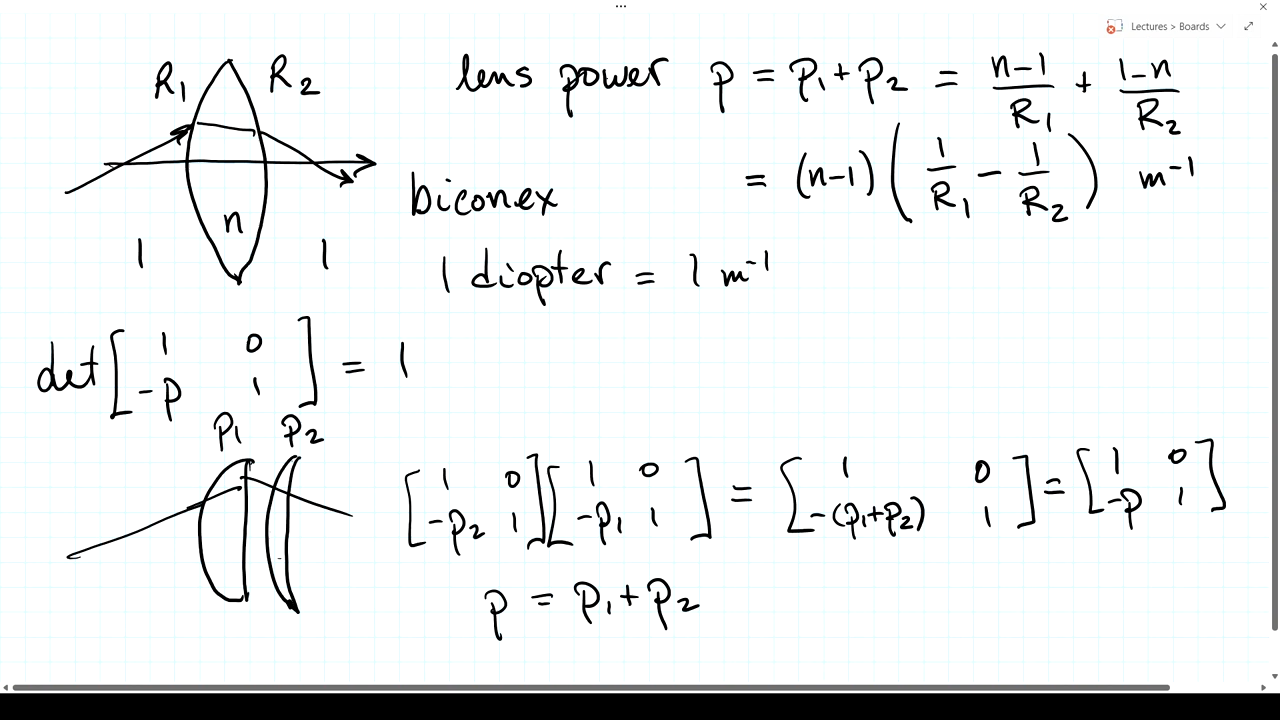 ...
Lectures > Boards
R₁ R₂ lens power p = p₁ + p₂ = (n-1)/R₁ + (1-n)/R₂
= (n-1) ( 1/R₁ - 1/R₂ ) m⁻¹
biconex
n
1 1
1 diopter = 1 m⁻¹
det [ 1 0 ; -p 1 ] = 1
p₁ p₂
[ 1 0 ; -p₂ 1 ] [ 1 0 ; -p₁ 1 ] = [ 1 0 ; -(p₁+p₂) 1 ] = [ 1 0 ; -p 1 ]
p = p₁ + p₂